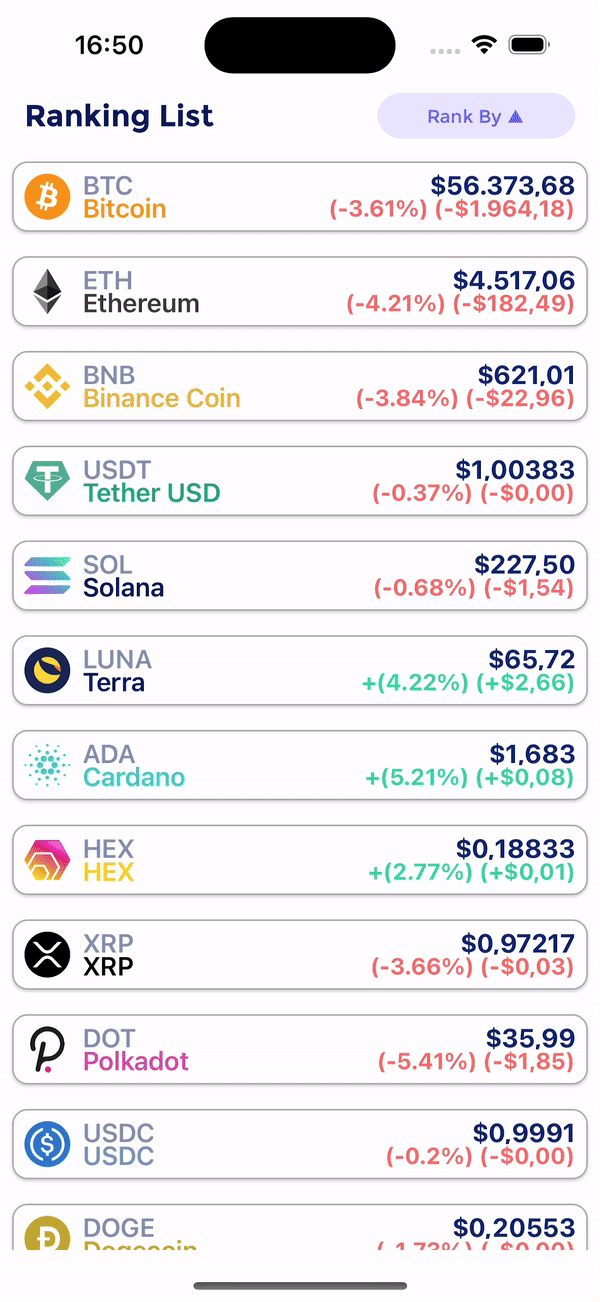 16:50
Ranking List
Rank By ▲
BTC
$56.373,68
Bitcoin
(-3.61%) (-$1.964,18)
ETH
$4.517,06
Ethereum
(-4.21%) (-$182,49)
BNB
$621,01
Binance Coin
(-3.84%) (-$22,96)
USDT
$1,00383
Tether USD
(-0.37%) (-$0,00)
SOL
$227,50
Solana
(-0.68%) (-$1,54)
LUNA
$65,72
Terra
+(4.22%) (+$2,66)
ADA
$1,683
Cardano
+(5.21%) (+$0,08)
HEX
$0,18833
HEX
+(2.77%) (+$0,01)
XRP
$0,97217
XRP
(-3.66%) (-$0,03)
DOT
$35,99
Polkadot
(-5.41%) (-$1,85)
USDC
$0,9991
USDC
(-0.2%) (-$0,00)
DOGE
$0,20553
Dogecoin
(-1.73%) (-$0,00)